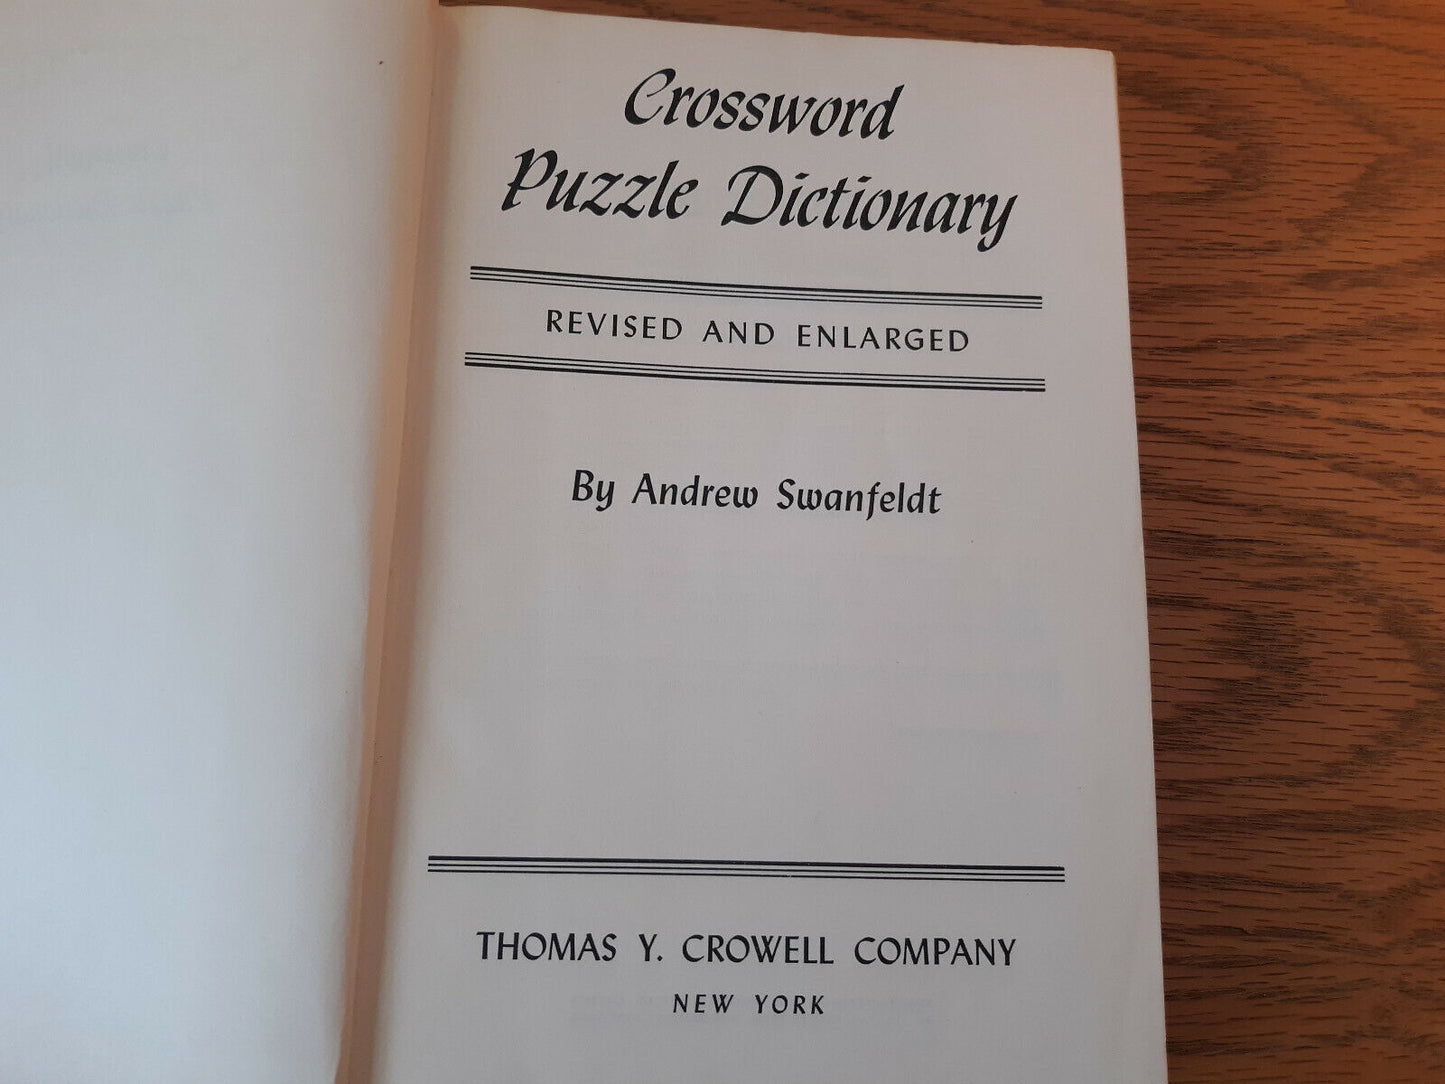 Crossword
Puzzle Dictionary
REVISED AND ENLARGED
By Andrew Swanfeldt
THOMAS Y. CROWELL COMPANY
NEW YORK